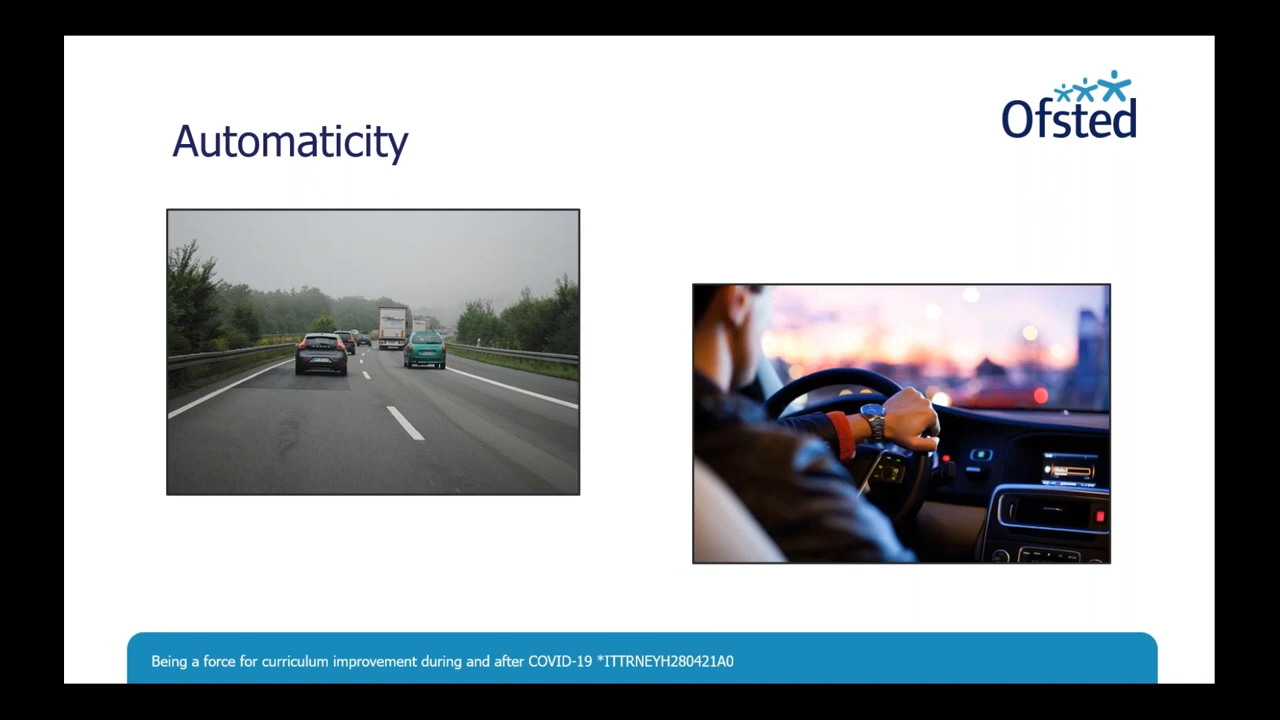 Ofsted
Automaticity
Being a force for curriculum improvement during and after COVID-19 *ITTRNEYH280421A0